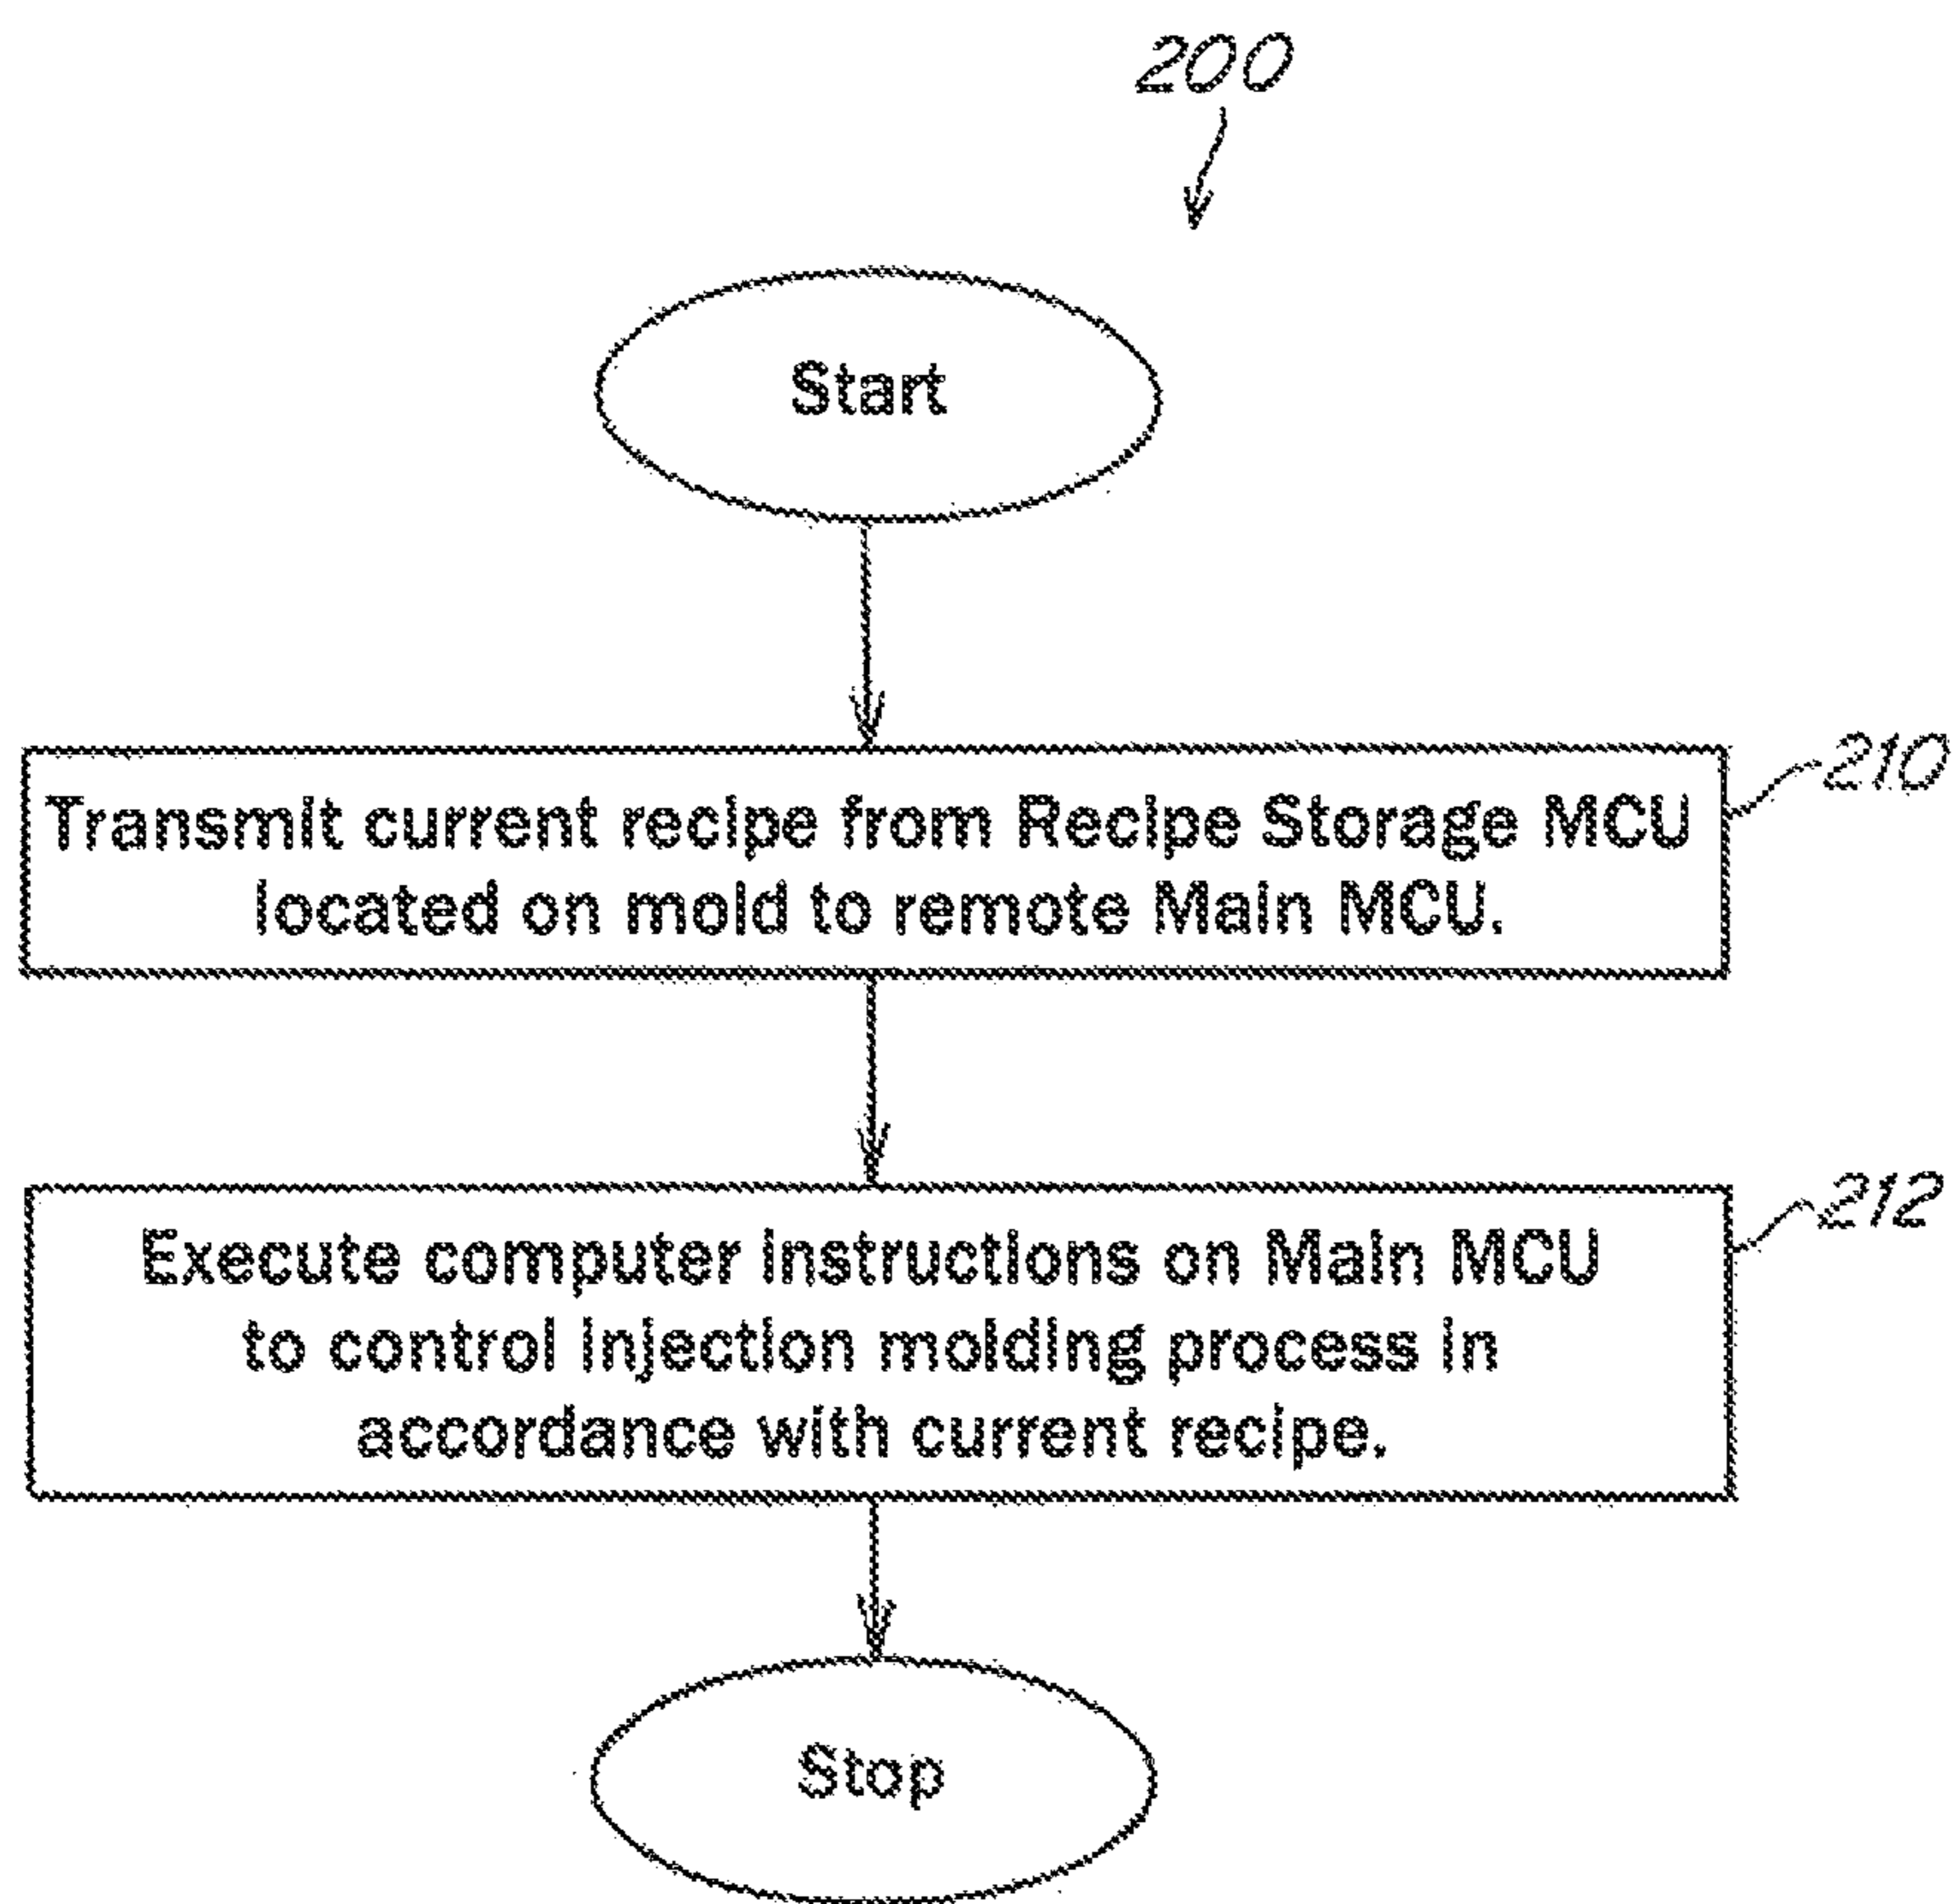 200
Start
Transmit current recipe from Recipe Storage MCU
located on mold to remote Main MCU.
210
Execute computer instructions on Main MCU
to control injection molding process in
accordance with current recipe.
212
Stop